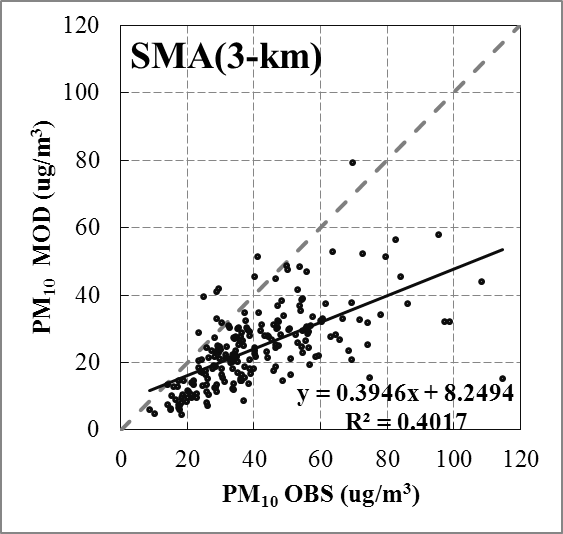 SMA(3-km)
120
100
80
60
40
20
0
PM₁₀ MOD (ug/m³)
y = 0.3946x + 8.2494
R² = 0.4017
0 20 40 60 80 100 120
PM₁₀ OBS (ug/m³)